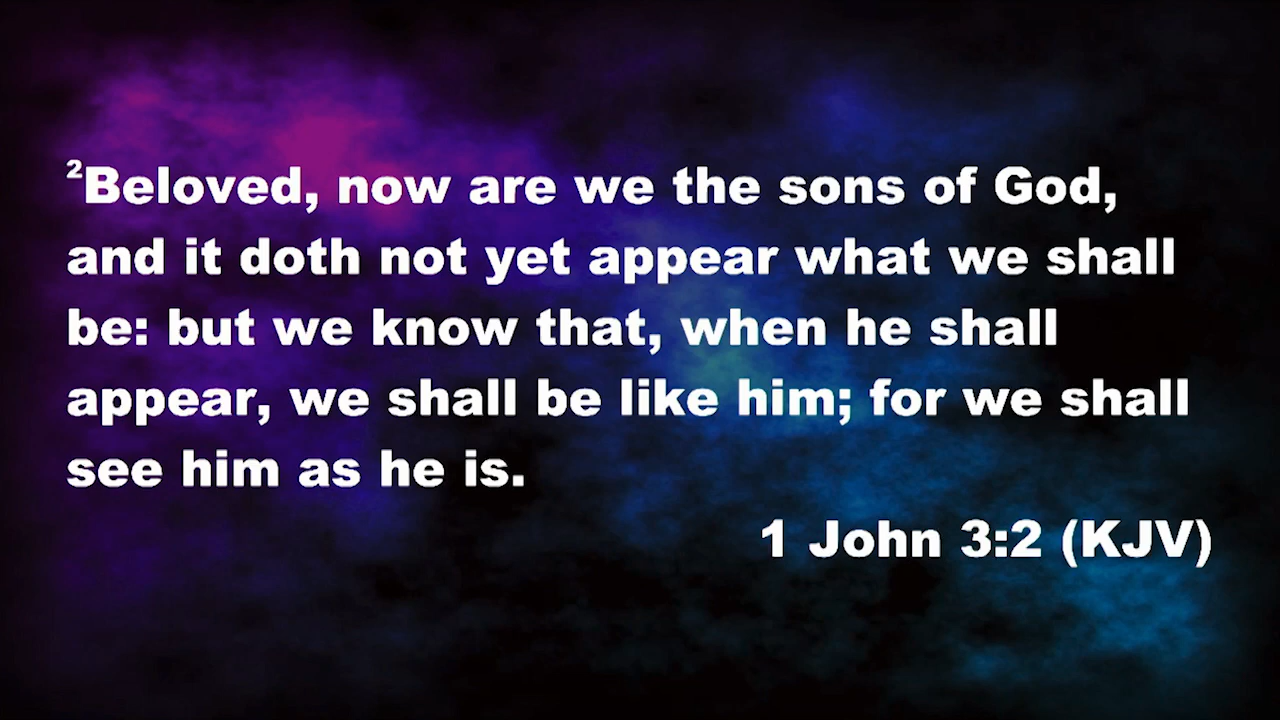 ²Beloved, now are we the sons of God,
and it doth not yet appear what we shall
be: but we know that, when he shall
appear, we shall be like him; for we shall
see him as he is.
1 John 3:2 (KJV)